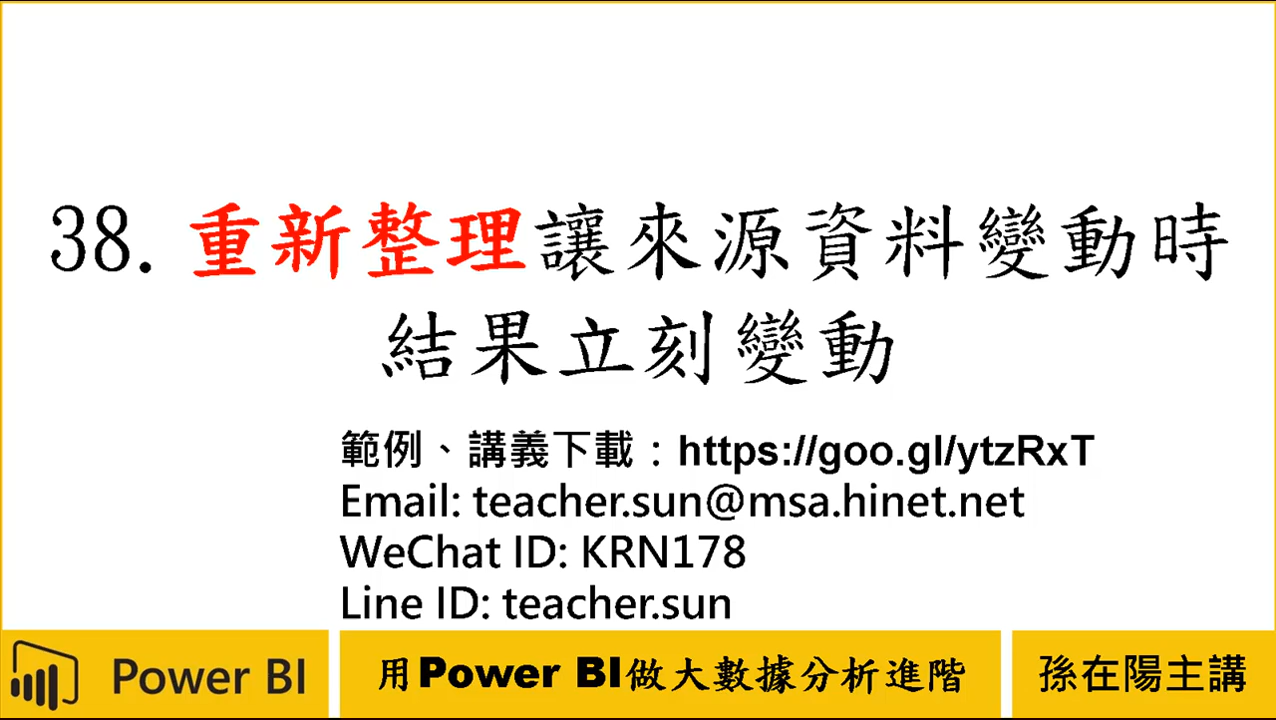 38. 重新整理讓來源資料變動時
結果立刻變動
範例、講義下載：https://goo.gl/ytzRxT
Email: teacher.sun@msa.hinet.net
WeChat ID: KRN178
Line ID: teacher.sun
Power BI
用Power BI做大數據分析進階
孫在陽主講